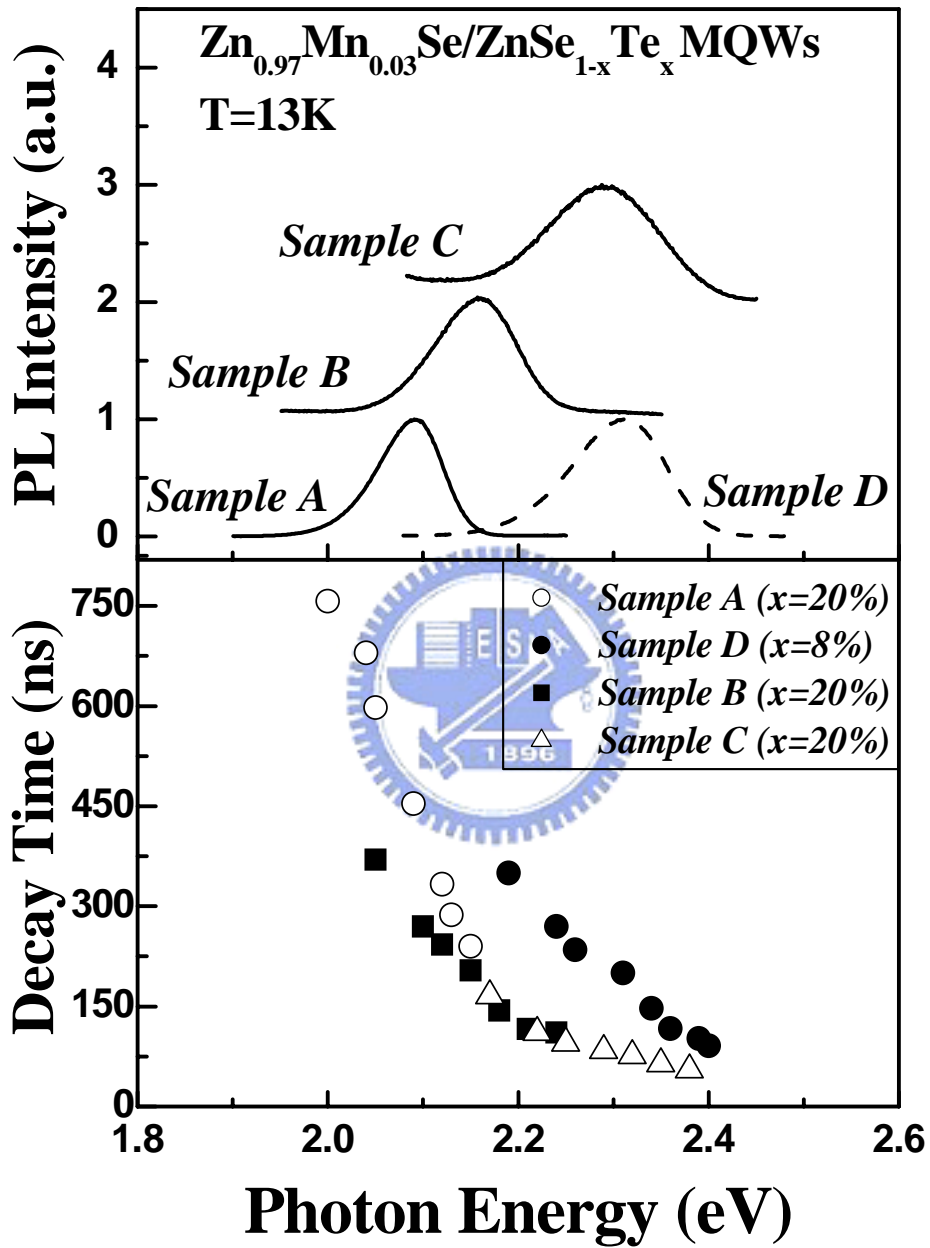 Zn0.97Mn0.03Se/ZnSe1-xTex MQWs
T=13K
PL Intensity (a.u.)
4
3
2
1
0
Sample C
Sample B
Sample A
Sample D
Decay Time (ns)
750
600
450
300
150
0
Sample A (x=20%)
Sample D (x=8%)
Sample B (x=20%)
Sample C (x=20%)
E S A
1896
1.8 2.0 2.2 2.4 2.6
Photon Energy (eV)